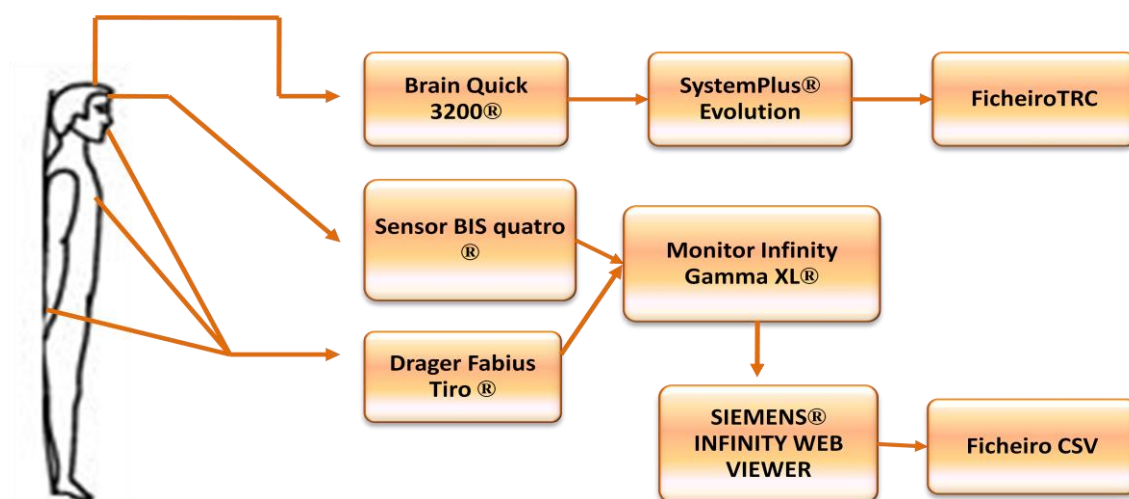 Brain Quick
3200®
SystemPlus®
Evolution
FicheiroTRC
Sensor BIS quatro
®
Monitor Infinity
Gamma XL®
Drager Fabius
Tiro ®
SIEMENS®
INFINITY WEB
VIEWER
Ficheiro CSV